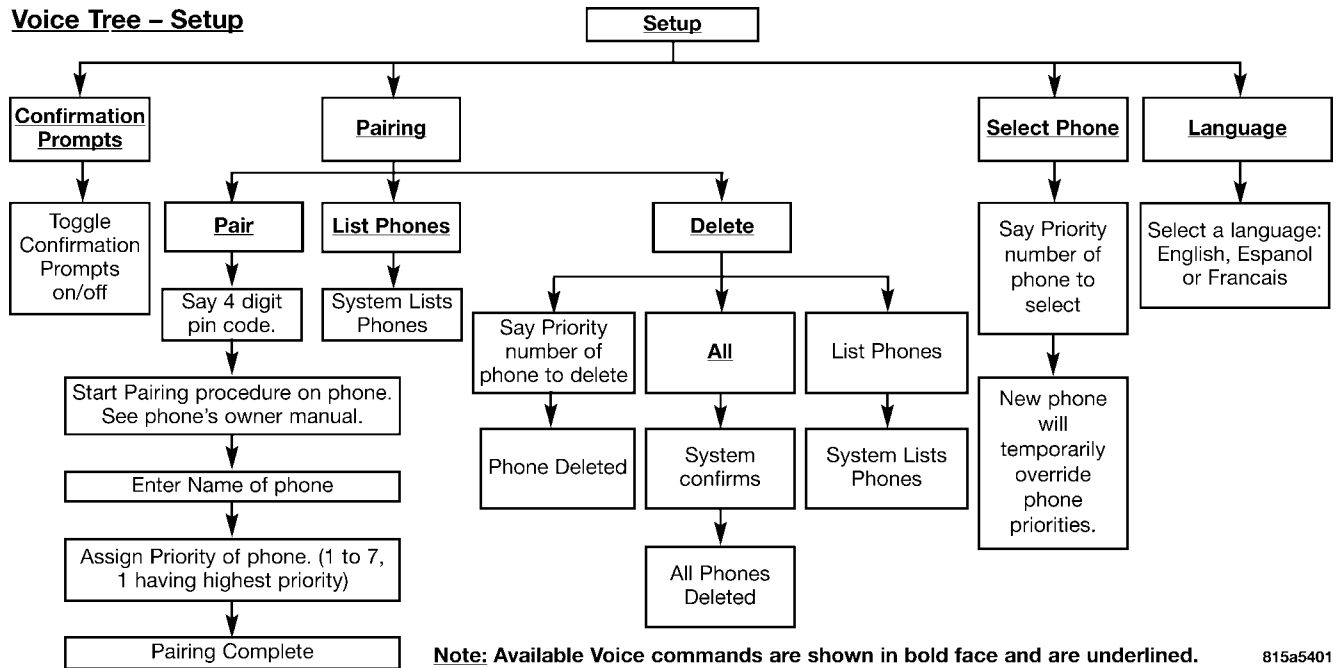 Voice Tree – Setup
Setup
Confirmation
Prompts
Pairing
Select Phone
Language
Toggle
Confirmation
Prompts
on/off
Pair
List Phones
Delete
Say Priority
number of
phone to
select
Select a language:
English, Espanol
or Francais
Say 4 digit
pin code.
System Lists
Phones
Say Priority
number of
phone to delete
All
List Phones
Start Pairing procedure on phone.
See phone's owner manual.
New phone
will
temporarily
override
phone
priorities.
Phone Deleted
System
confirms
System Lists
Phones
Enter Name of phone
Assign Priority of phone. (1 to 7,
1 having highest priority)
All Phones
Deleted
Pairing Complete
Note: Available Voice commands are shown in bold face and are underlined.
815a5401